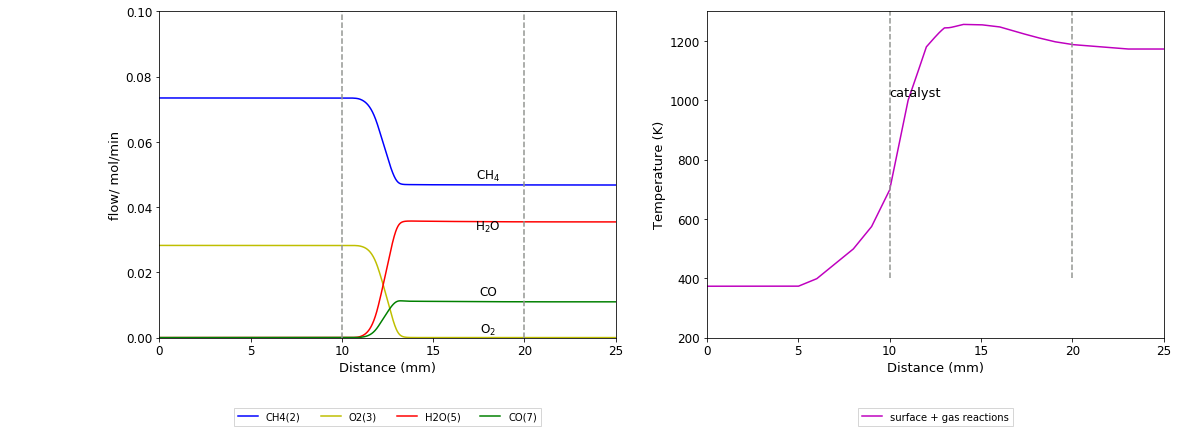 0.10
0.08
0.06
0.04
0.02
0.00
flow/ mol/min
CH₄
H₂O
CO
O₂
0 5 10 15 20 25
Distance (mm)
CH4(2) O2(3) H2O(5) CO(7)
1200
1000
800
600
400
200
Temperature (K)
catalyst
0 5 10 15 20 25
Distance (mm)
surface + gas reactions